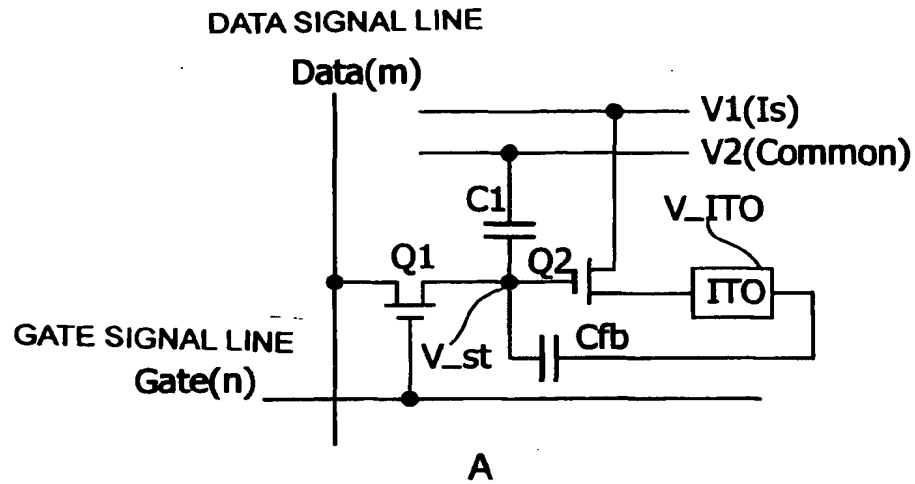 DATA SIGNAL LINE
Data(m)
V1(Is)
V2(Common)
C1
V_ITO
Q1
Q2
ITO
GATE SIGNAL LINE
V_st
Cfb
Gate(n)
A